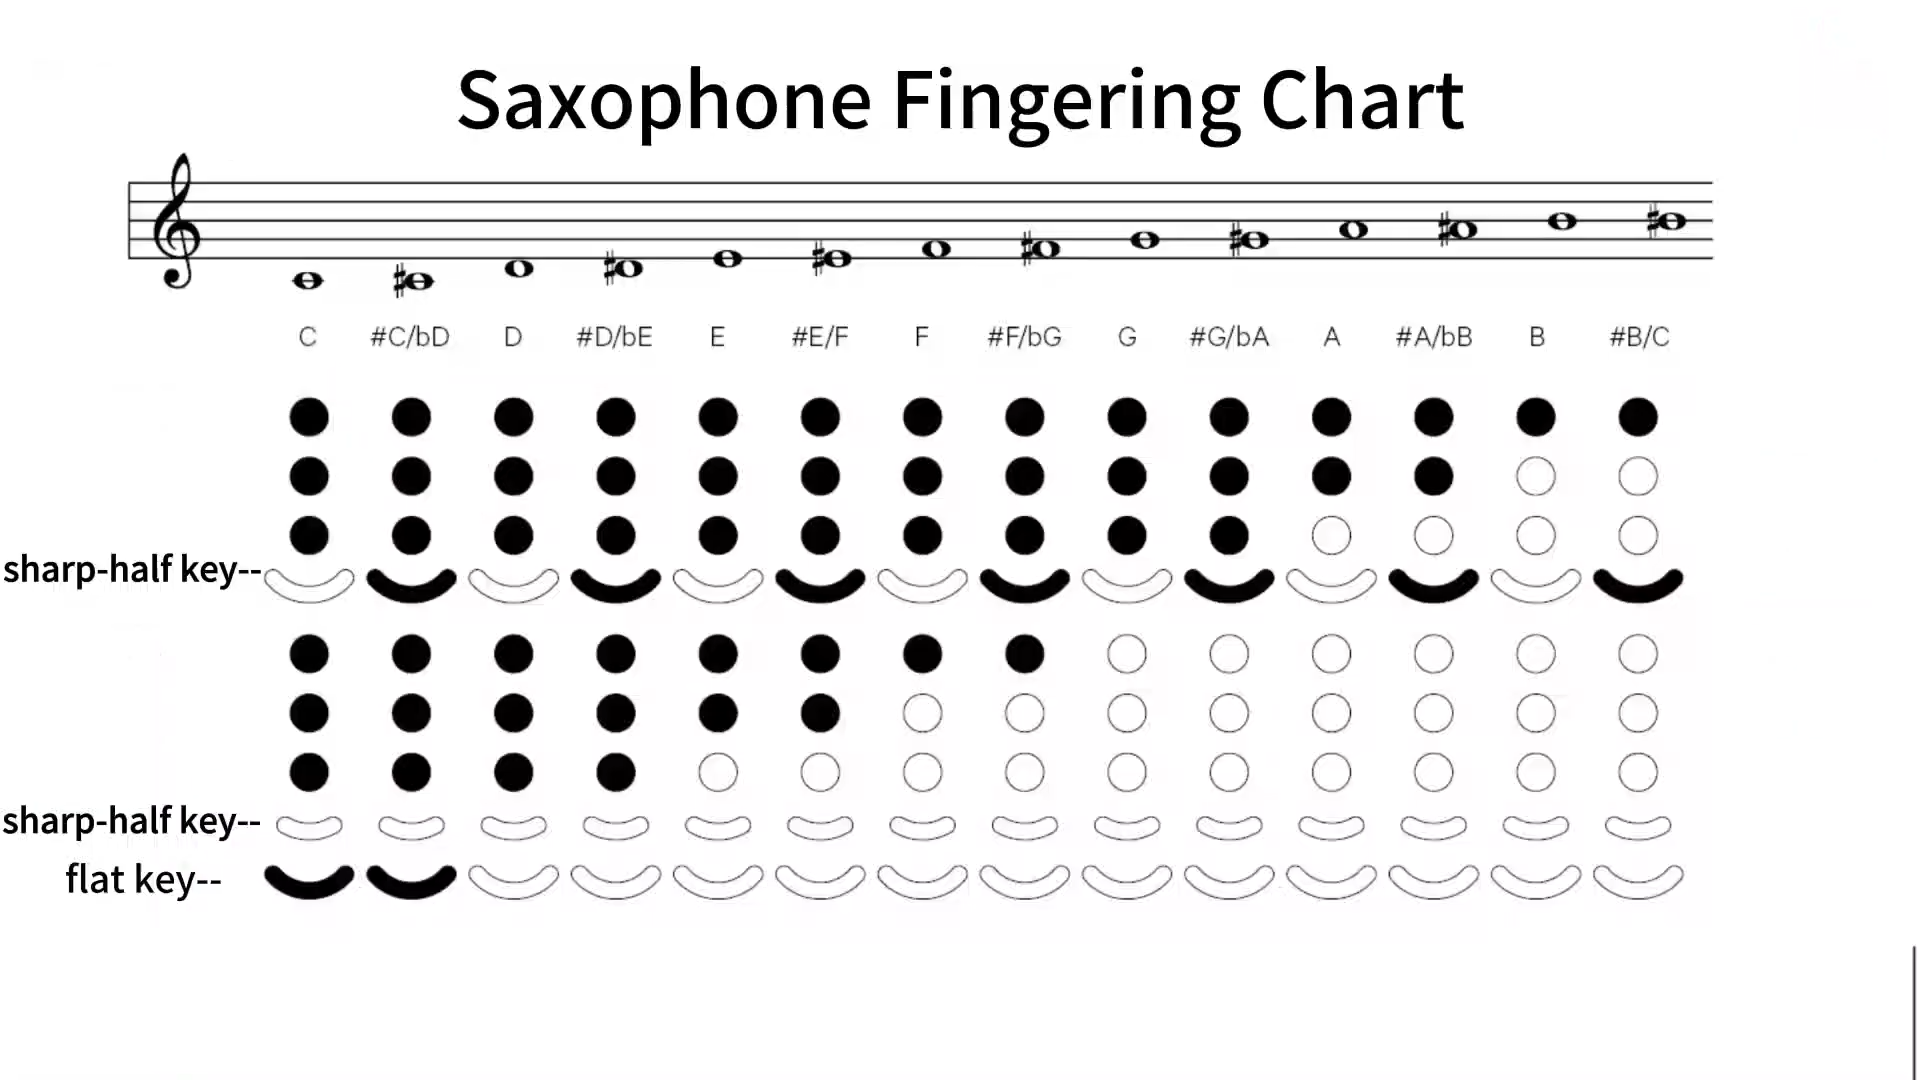 Saxophone Fingering Chart
C #C/bD D #D/bE E #E/F F #F/bG G #G/bA A #A/bB B #B/C
sharp-half key--
sharp-half key--
flat key--